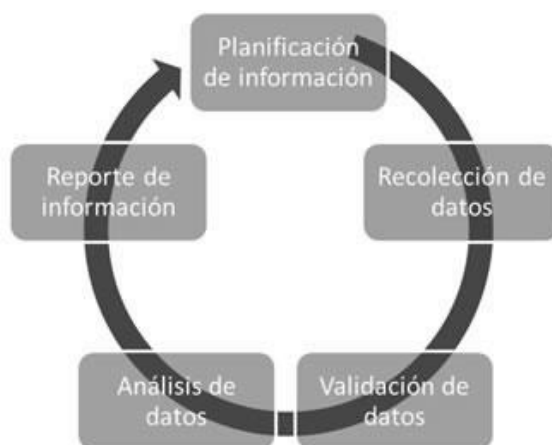 Planificación
de información
Recolección de
datos
Validación de
datos
Análisis de
datos
Reporte de
información